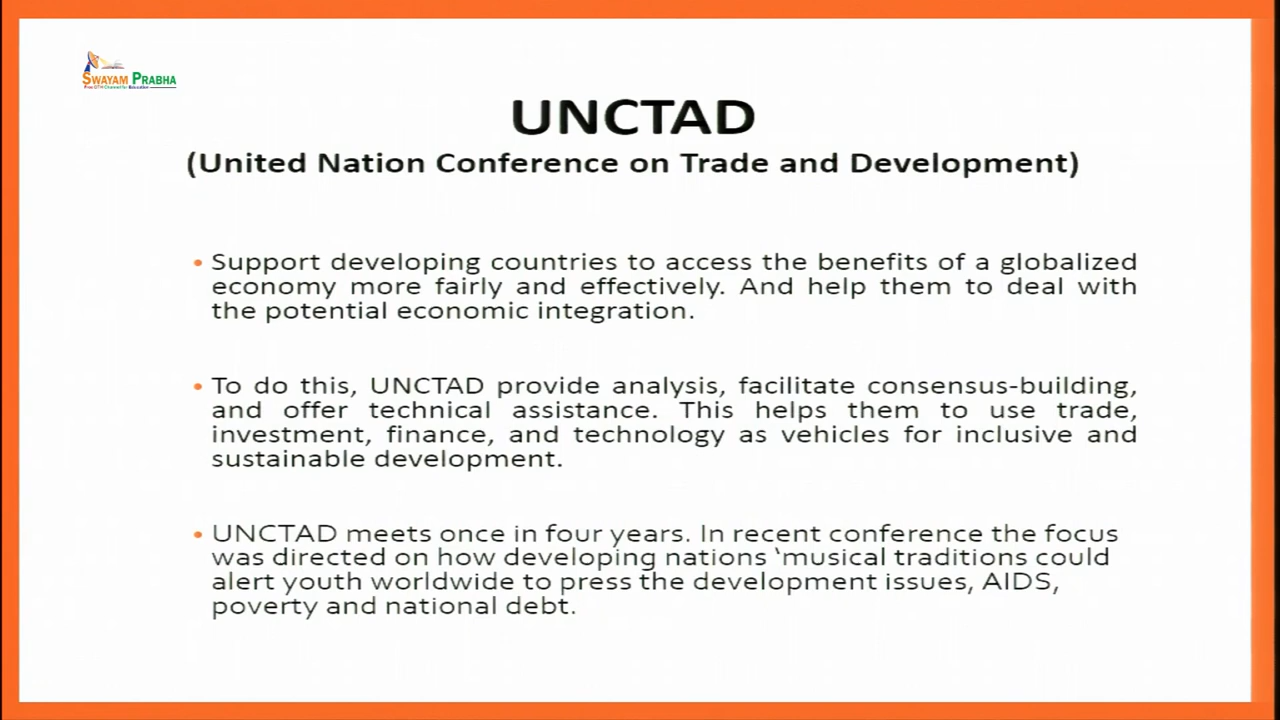 SWAYAM PRABHA
Free DTH Channel for Education
UNCTAD
(United Nation Conference on Trade and Development)
• Support developing countries to access the benefits of a globalized
economy more fairly and effectively. And help them to deal with
the potential economic integration.
• To do this, UNCTAD provide analysis, facilitate consensus-building,
and offer technical assistance. This helps them to use trade,
investment, finance, and technology as vehicles for inclusive and
sustainable development.
• UNCTAD meets once in four years. In recent conference the focus
was directed on how developing nations ‛musical traditions could
alert youth worldwide to press the development issues, AIDS,
poverty and national debt.